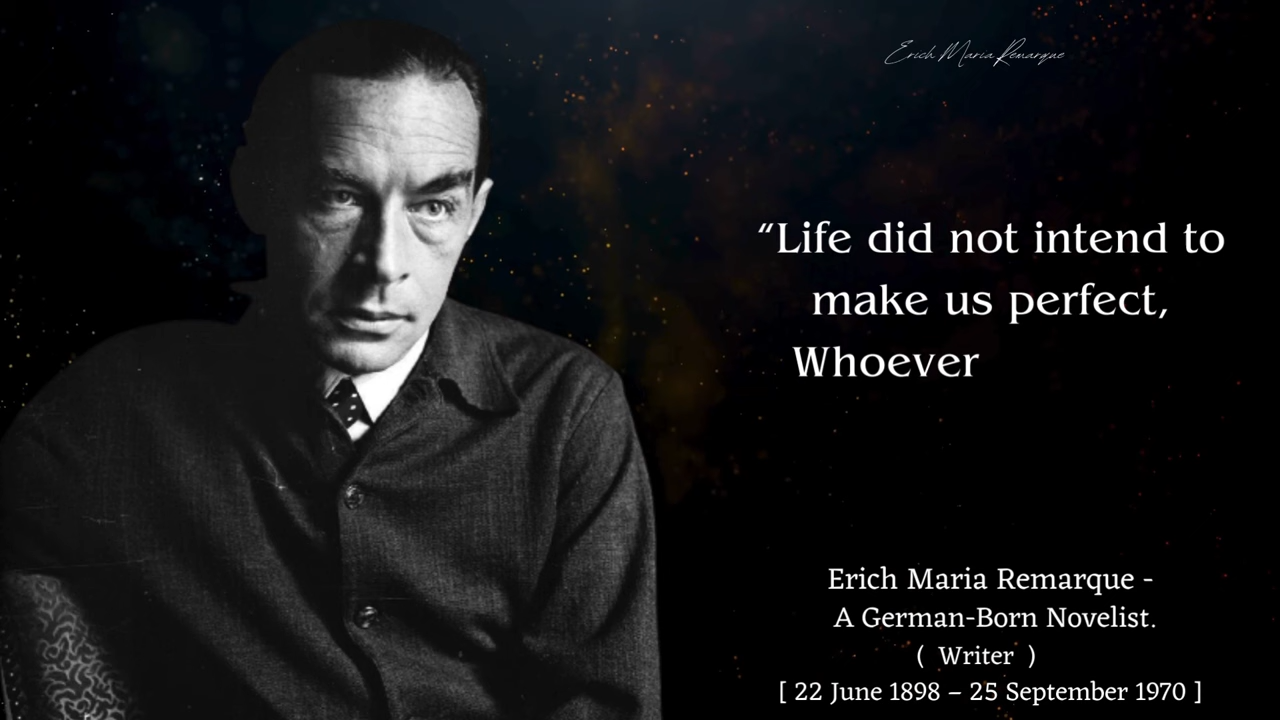 Erich Maria Remarque
“Life did not intend to
make us perfect,
Whoever
Erich Maria Remarque -
A German-Born Novelist.
( Writer )
[ 22 June 1898 – 25 September 1970 ]